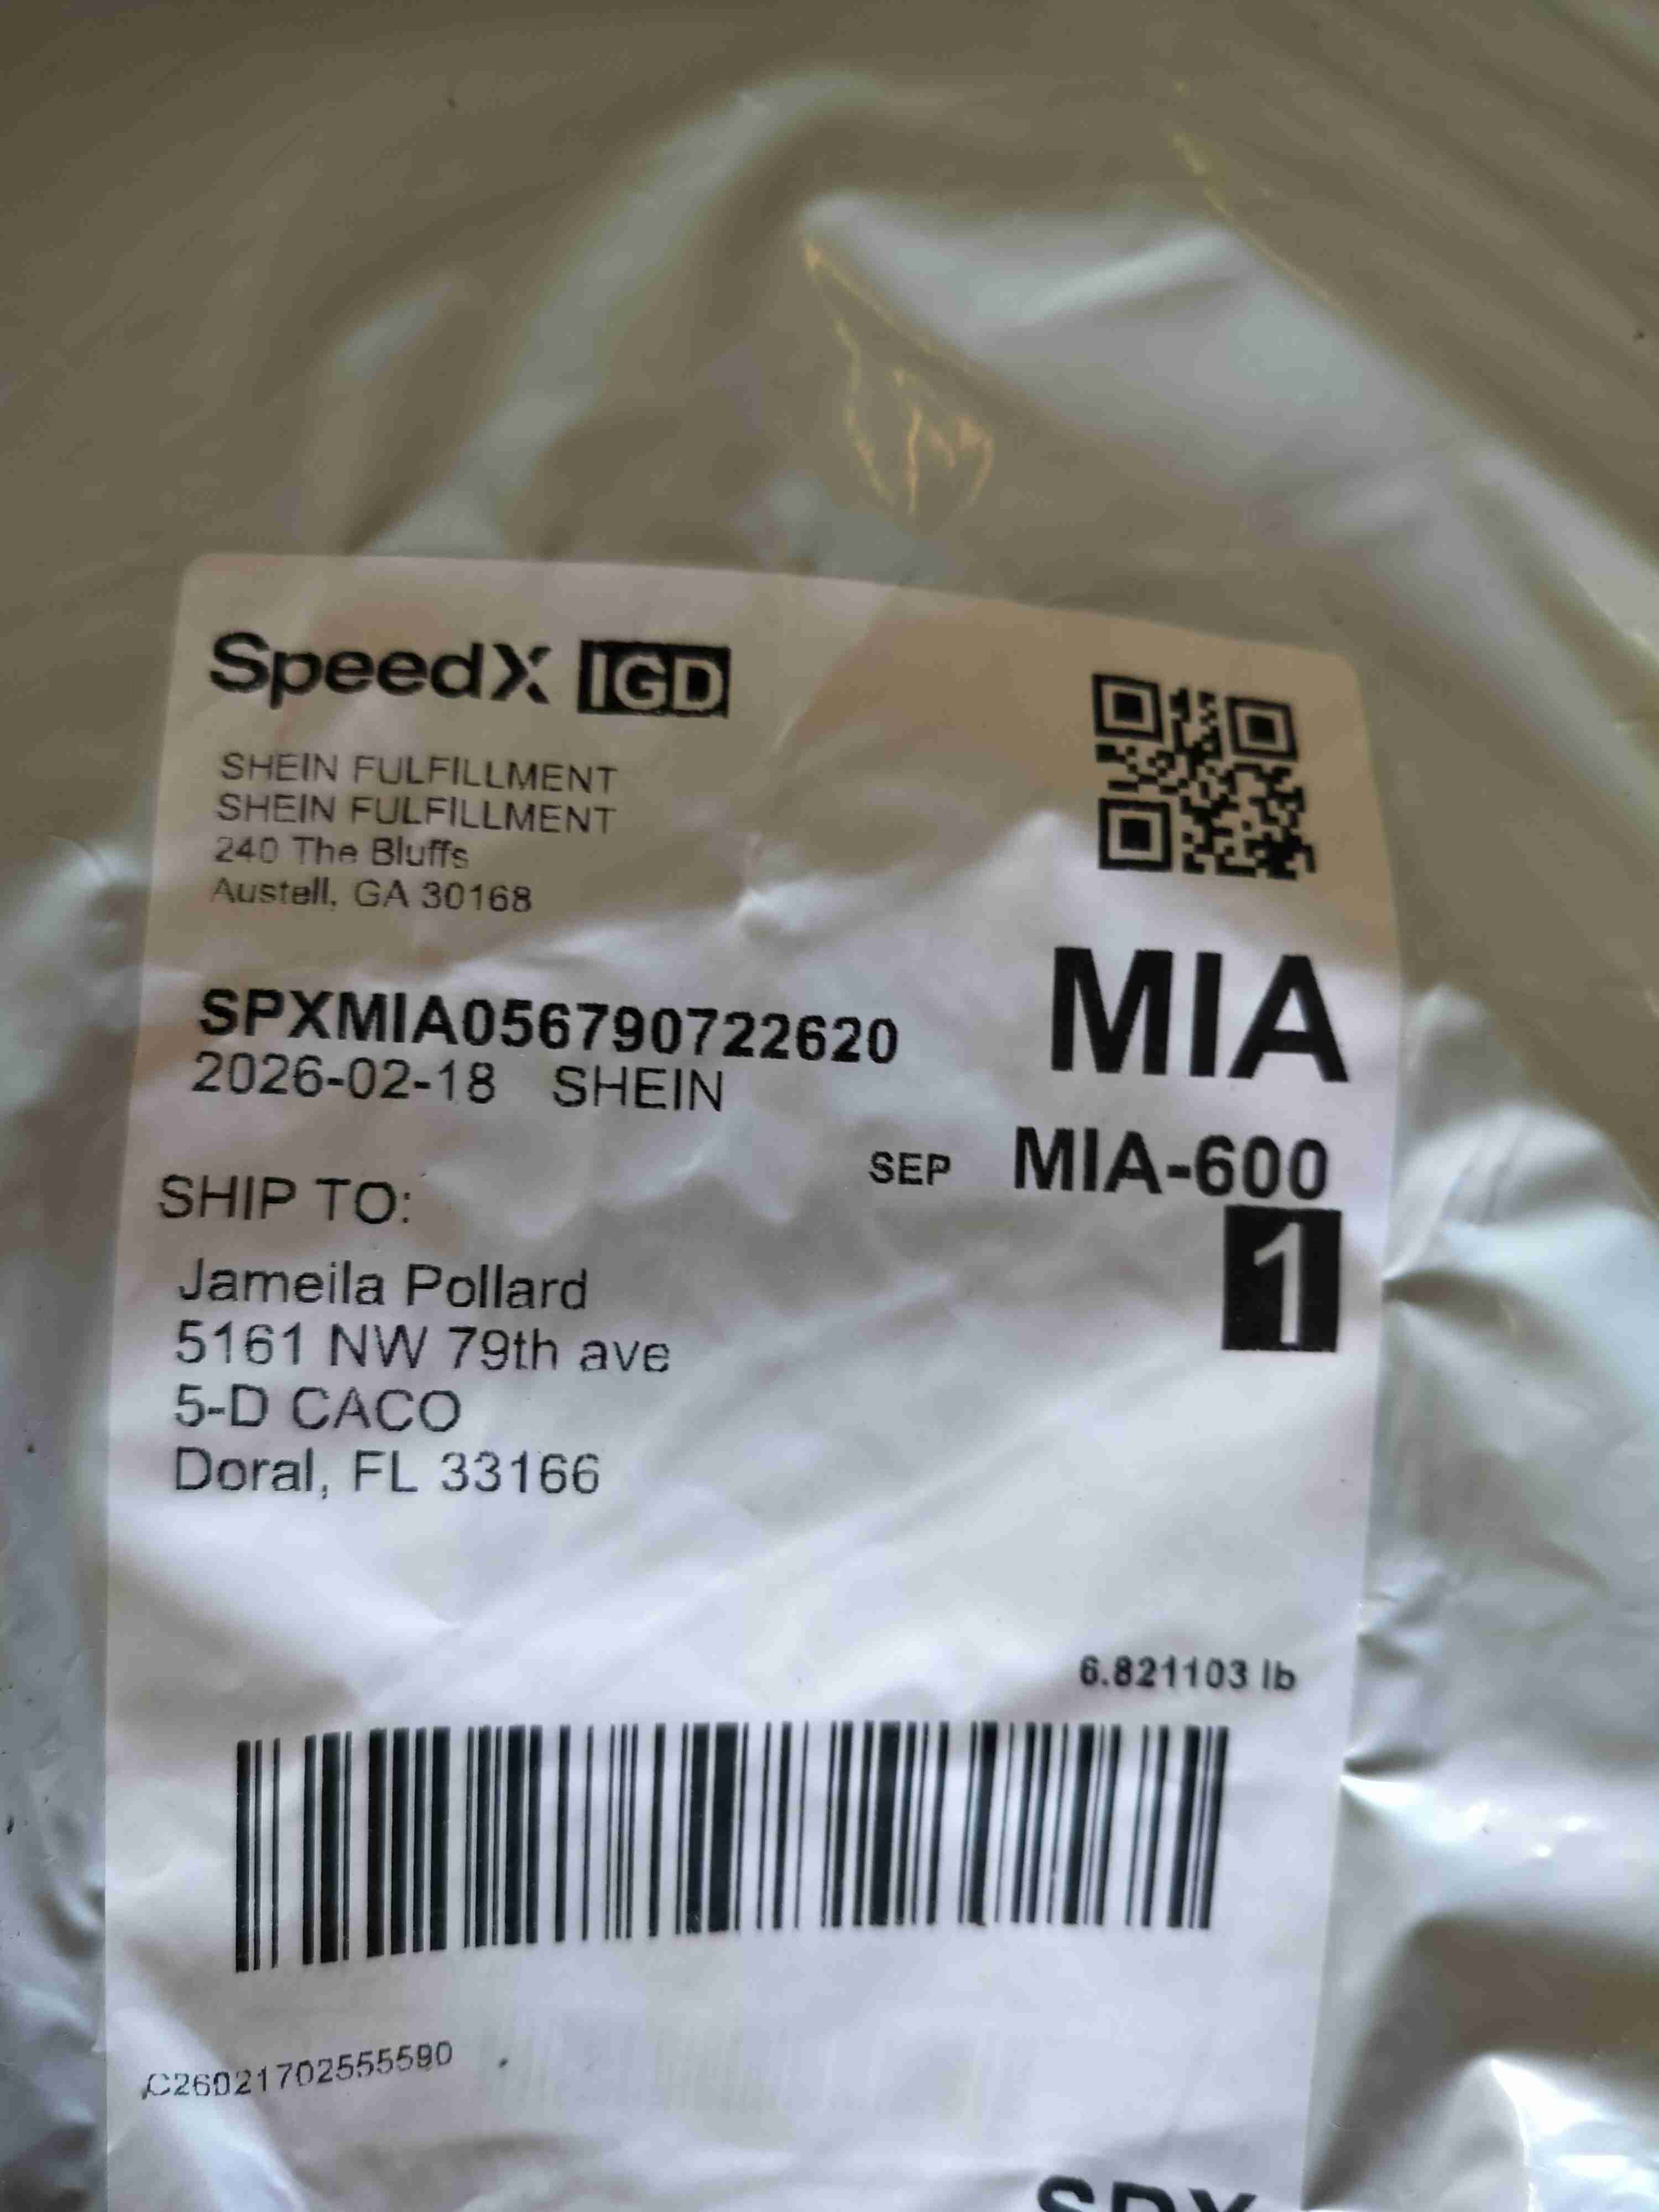 SpeedX IGD
SHEIN FULFILLMENT
SHEIN FULFILLMENT
240 The Bluffs
Austell, GA 30168
MIA
SPXMIA056790722620
2026-02-18 SHEIN
SEP MIA-600
1
SHIP TO:
Jameila Pollard
5161 NW 79th ave
5-D CACO
Doral, FL 33166
6.821103 lb
C26021702555590